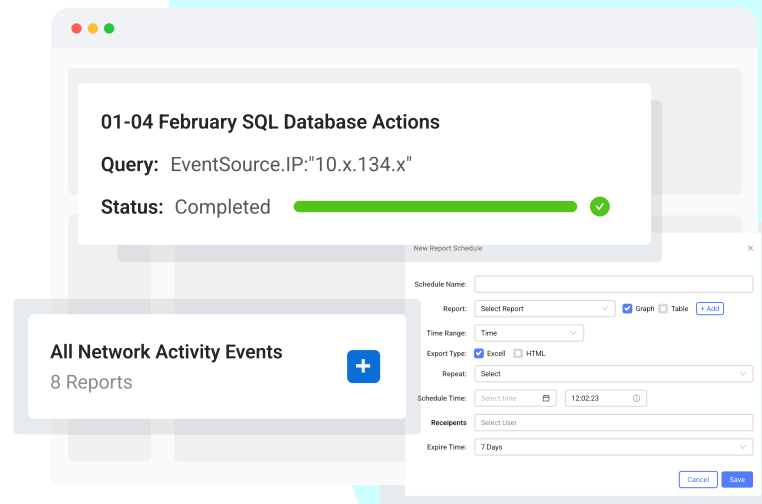 01-04 February SQL Database Actions
Query: EventSource.IP:"10.x.134.x"
Status: Completed
New Report Schedule
Schedule Name:
Report: Select Report Graph Table + Add
Time Range: Time
Export Type: Excell HTML
Repeat: Select
Schedule Time: Select time 12:02:23
Receipents Select User
Expire Time: 7 Days
Cancel Save
All Network Activity Events
8 Reports